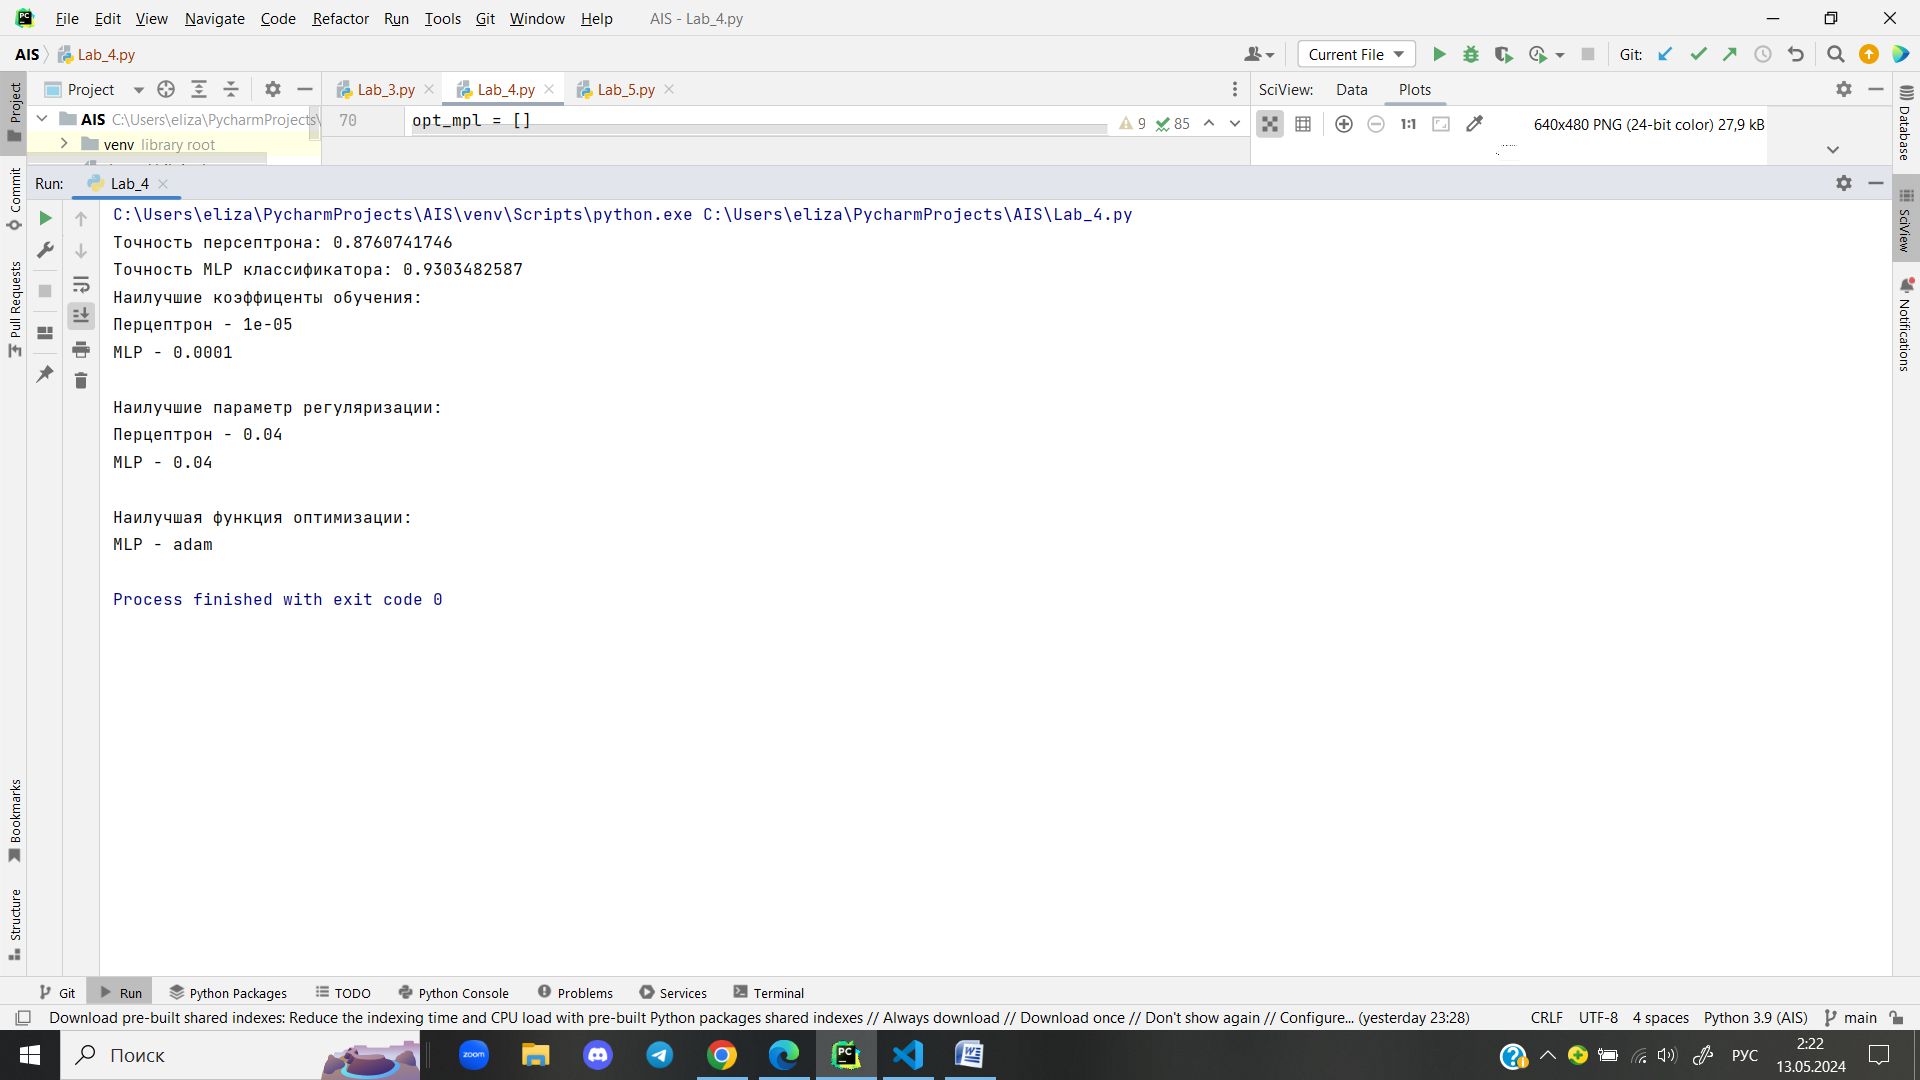 File Edit View Navigate Code Refactor Run Tools Git Window Help AIS - Lab_4.py
AIS Lab_4.py Current File Git:
Project Lab_3.py Lab_4.py Lab_5.py SciView: Data Plots
AIS C:\Users\eliza\PycharmProjects\ 70 opt_mpl = [] 9 85 1:1 640x480 PNG (24-bit color) 27,9 kB
venv library root
Run: Lab_4
C:\Users\eliza\PycharmProjects\AIS\venv\Scripts\python.exe C:\Users\eliza\PycharmProjects\AIS\Lab_4.py
Точность персептрона: 0.8760741746
Точность MLP классификатора: 0.9303482587
Наилучшие коэффиценты обучения:
Перцептрон - 1e-05
MLP - 0.0001
Наилучшие параметр регуляризации:
Перцептрон - 0.04
MLP - 0.04
Наилучшая функция оптимизации:
MLP - adam
Process finished with exit code 0
Project
Commit
Pull Requests
Bookmarks
Structure
Database
SciView
Notifications
Git Run Python Packages TODO Python Console Problems Services Terminal
Download pre-built shared indexes: Reduce the indexing time and CPU load with pre-built Python packages shared indexes // Always download // Download once // Don't show again // Configure... (yesterday 23:28) CRLF UTF-8 4 spaces Python 3.9 (AIS) main
Поиск zoom PC РУС 2:22
13.05.2024